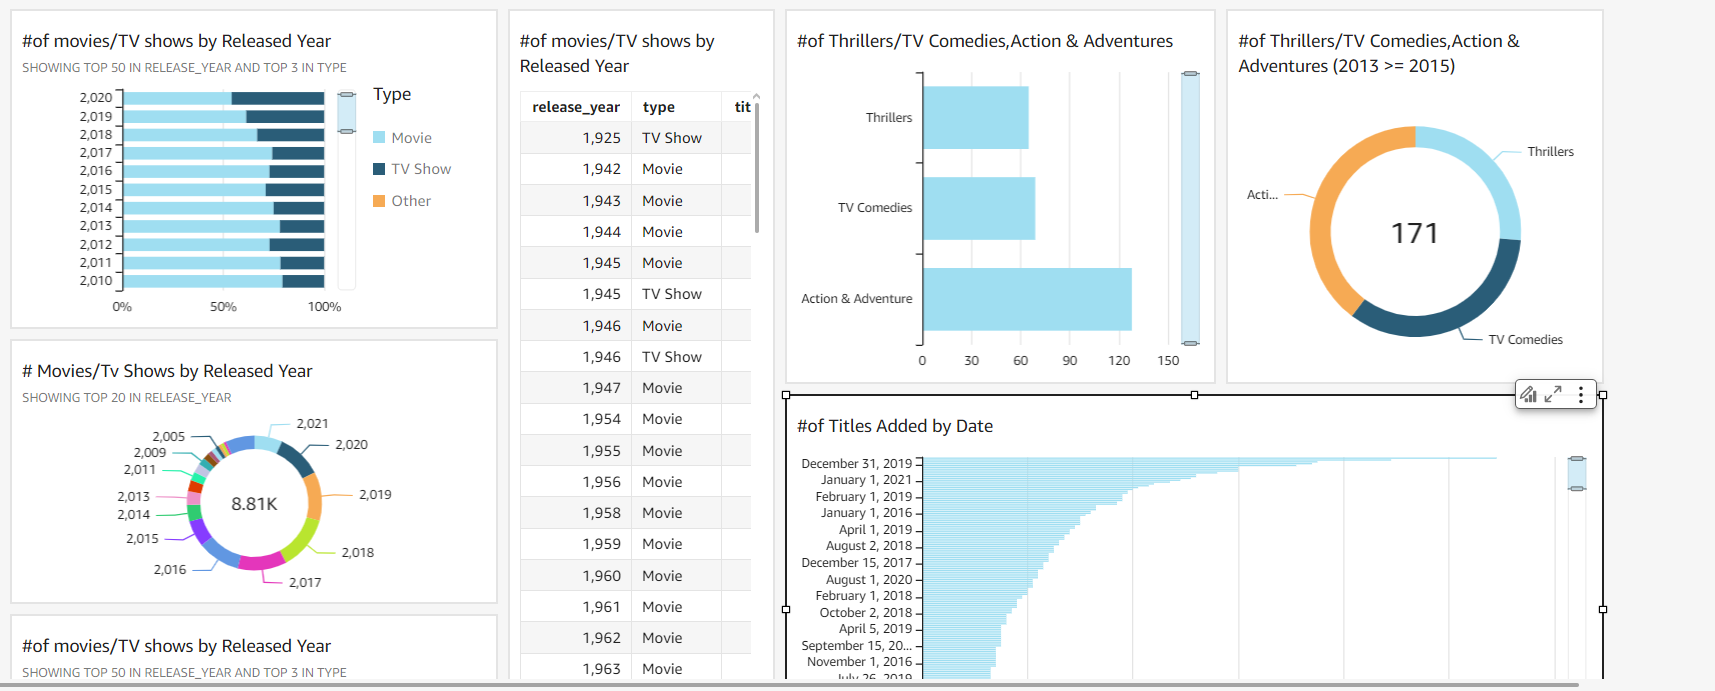 #of movies/TV shows by Released Year
SHOWING TOP 50 IN RELEASE_YEAR AND TOP 3 IN TYPE
2,020
2,019
2,018
2,017
2,016
2,015
2,014
2,013
2,012
2,011
2,010
0% 50% 100%
Type
Movie
TV Show
Other
# Movies/Tv Shows by Released Year
SHOWING TOP 20 IN RELEASE_YEAR
2,021
2,020
2,019
2,018
2,017
2,016
2,015
2,014
2,013
2,011
2,009
2,005
8.81K
#of movies/TV shows by Released Year
SHOWING TOP 50 IN RELEASE_YEAR AND TOP 3 IN TYPE
#of movies/TV shows by
Released Year
release_year type tit
1,925 TV Show
1,942 Movie
1,943 Movie
1,944 Movie
1,945 Movie
1,945 TV Show
1,946 Movie
1,946 TV Show
1,947 Movie
1,954 Movie
1,955 Movie
1,956 Movie
1,958 Movie
1,959 Movie
1,960 Movie
1,961 Movie
1,962 Movie
1,963 Movie
#of Thrillers/TV Comedies,Action & Adventures
Thrillers
TV Comedies
Action & Adventure
0 30 60 90 120 150
#of Thrillers/TV Comedies,Action &
Adventures (2013 >= 2015)
Thrillers
Acti...
171
TV Comedies
#of Titles Added by Date
December 31, 2019
January 1, 2021
February 1, 2019
January 1, 2016
April 1, 2019
August 2, 2018
December 15, 2017
August 1, 2020
February 1, 2018
October 2, 2018
April 5, 2019
September 15, 20...
November 1, 2016
July 26, 2019